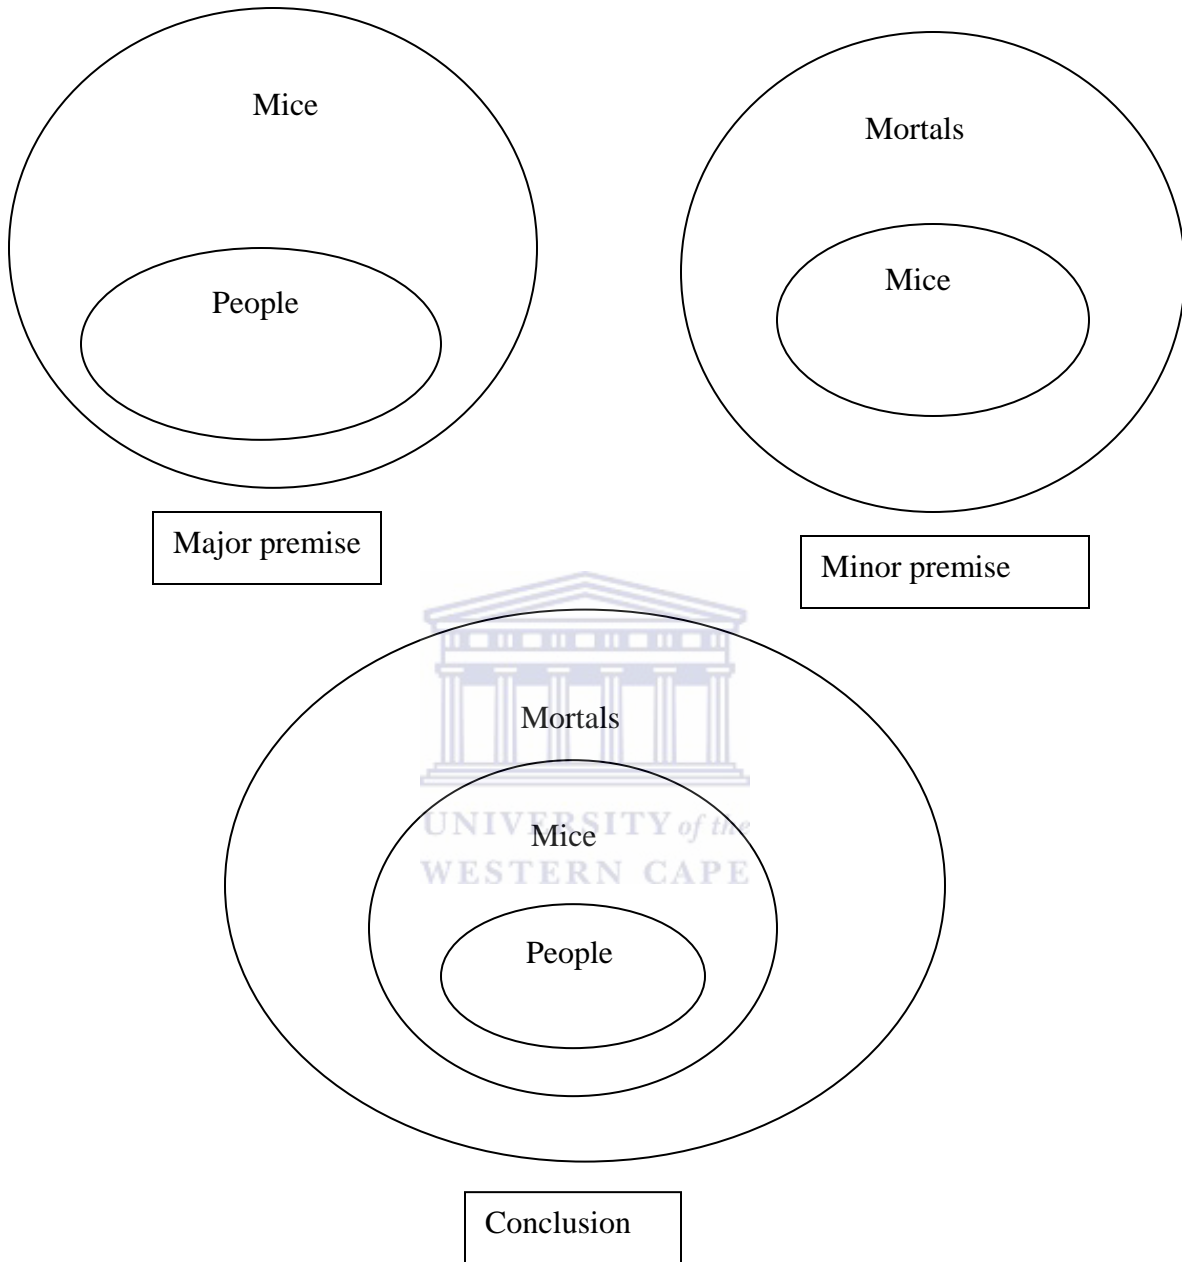 Mice
Mortals
People
Mice
Major premise
Minor premise
Mortals
UNIVERSITY of the
Mice
WESTERN CAPE
People
Conclusion